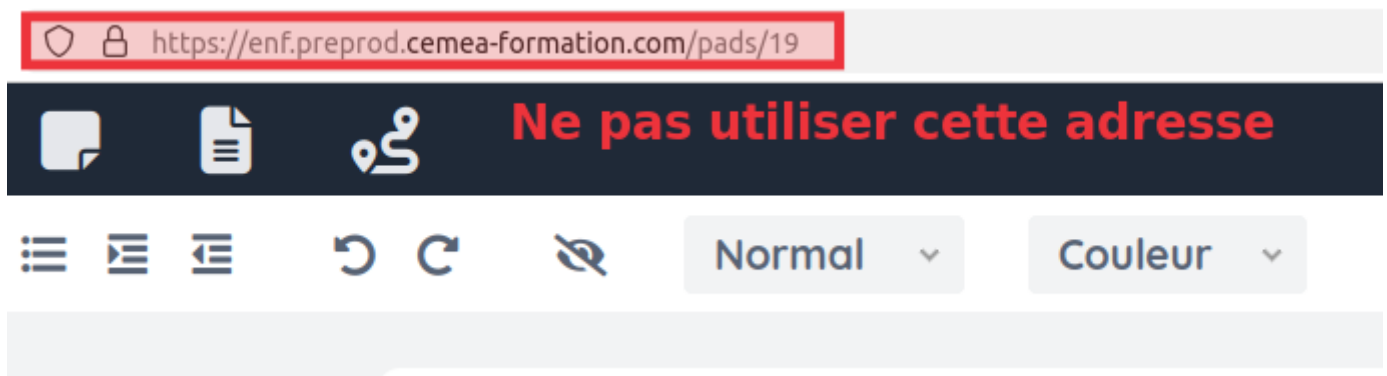 https://enf.preprod.cemea-formation.com/pads/19
Ne pas utiliser cette adresse
Normal
Couleur